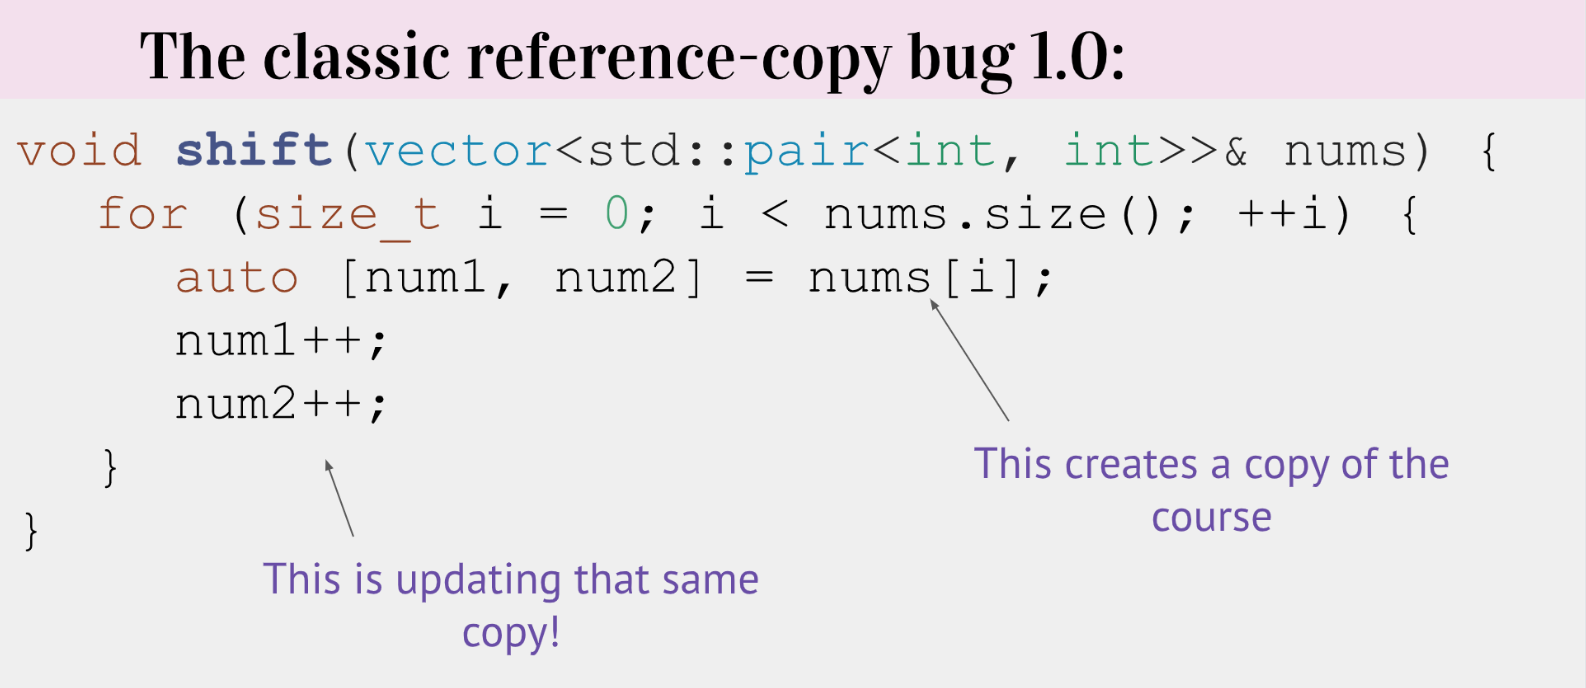 The classic reference-copy bug 1.0:
void shift(vector<std::pair<int, int>>& nums) {
for (size_t i = 0; i < nums.size(); ++i) {
auto [num1, num2] = nums[i];
num1++;
num2++;
}
}
This creates a copy of the
course
This is updating that same
copy!